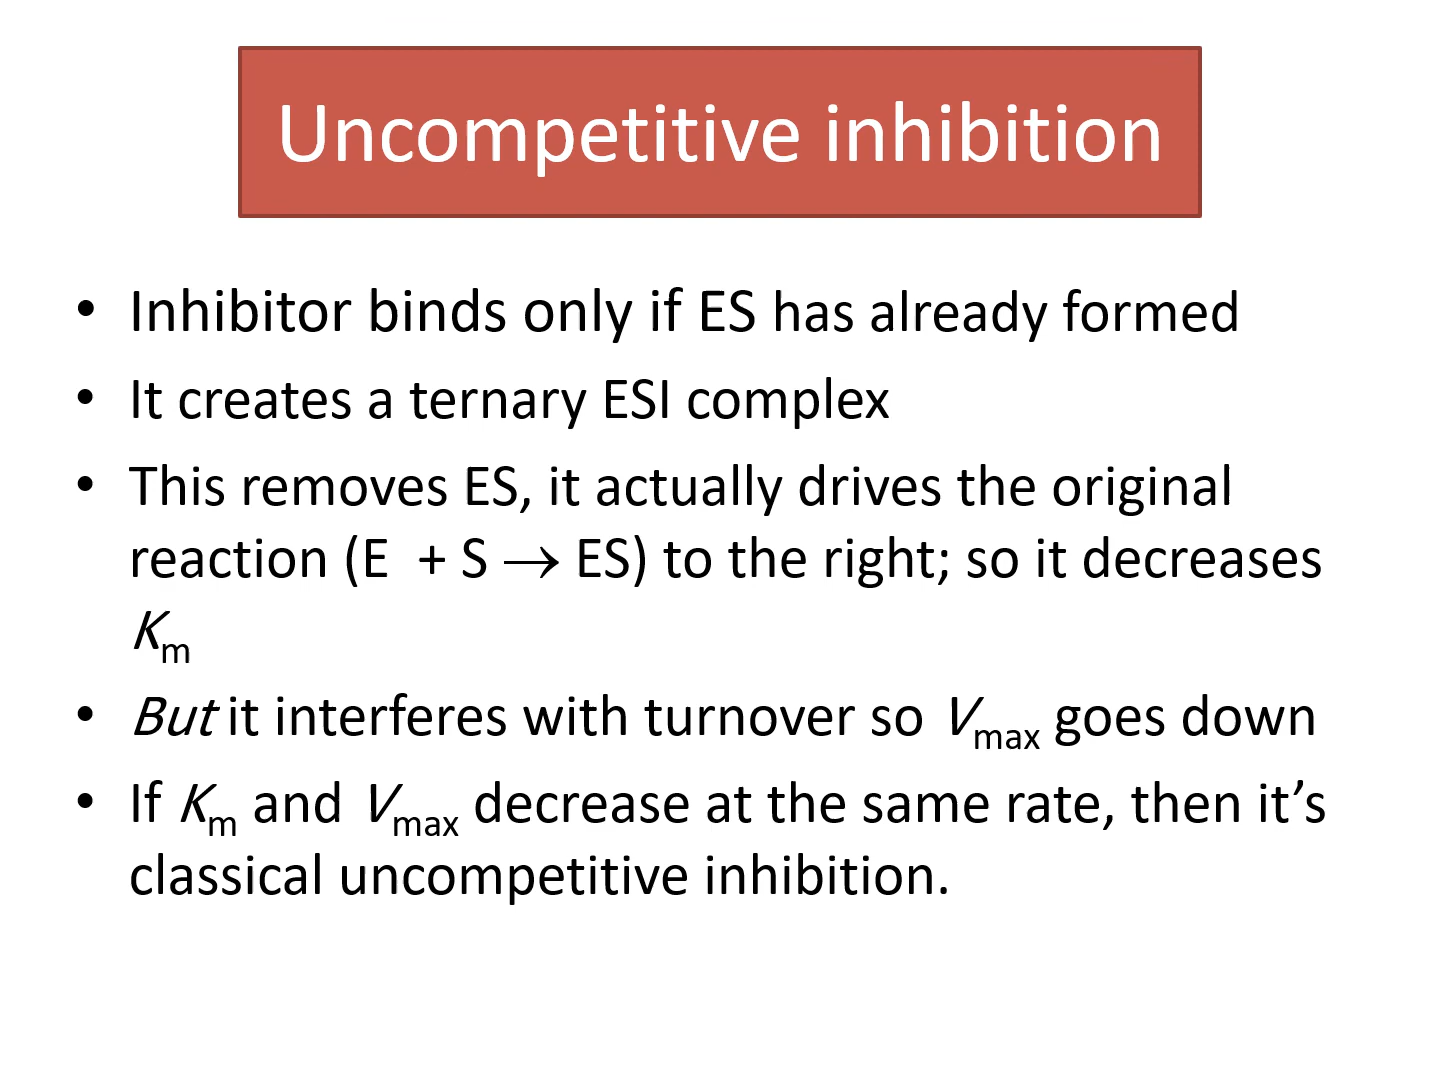 Uncompetitive inhibition
• Inhibitor binds only if ES has already formed
• It creates a ternary ESI complex
• This removes ES, it actually drives the original
reaction (E + S → ES) to the right; so it decreases
Km
• But it interferes with turnover so Vmax goes down
• If Km and Vmax decrease at the same rate, then it’s
classical uncompetitive inhibition.